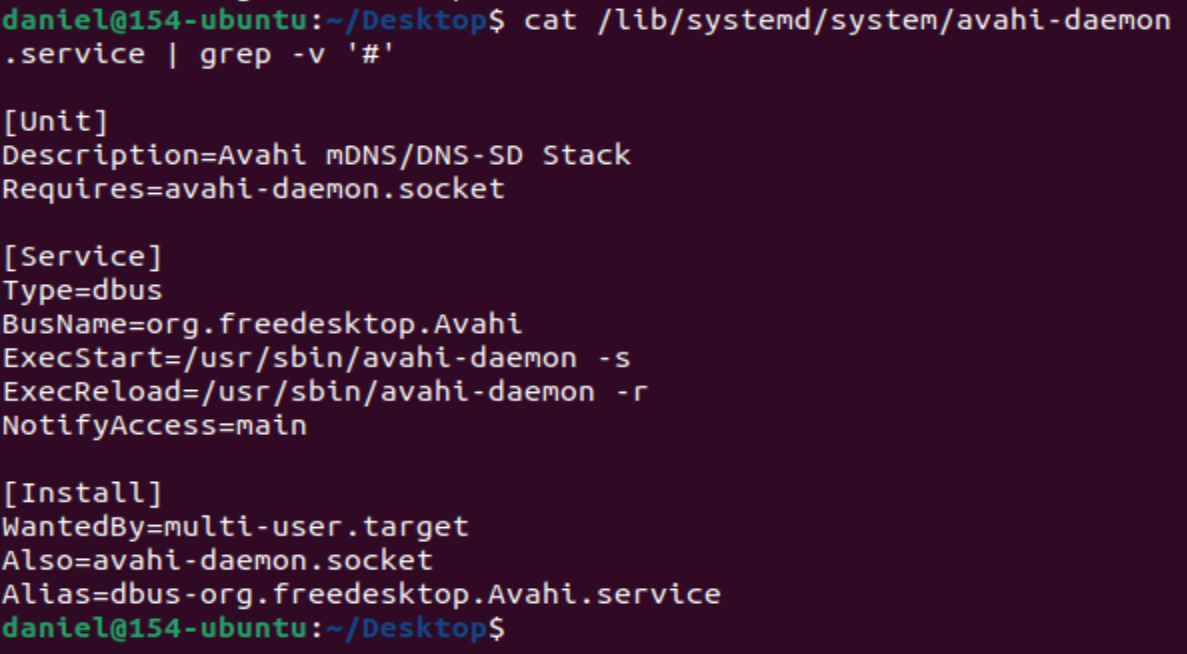 daniel@154-ubuntu:~/Desktop$ cat /lib/systemd/system/avahi-daemon
.service | grep -v '#'
[Unit]
Description=Avahi mDNS/DNS-SD Stack
Requires=avahi-daemon.socket
[Service]
Type=dbus
BusName=org.freedesktop.Avahi
ExecStart=/usr/sbin/avahi-daemon -s
ExecReload=/usr/sbin/avahi-daemon -r
NotifyAccess=main
[Install]
WantedBy=multi-user.target
Also=avahi-daemon.socket
Alias=dbus-org.freedesktop.Avahi.service
daniel@154-ubuntu:~/Desktop$